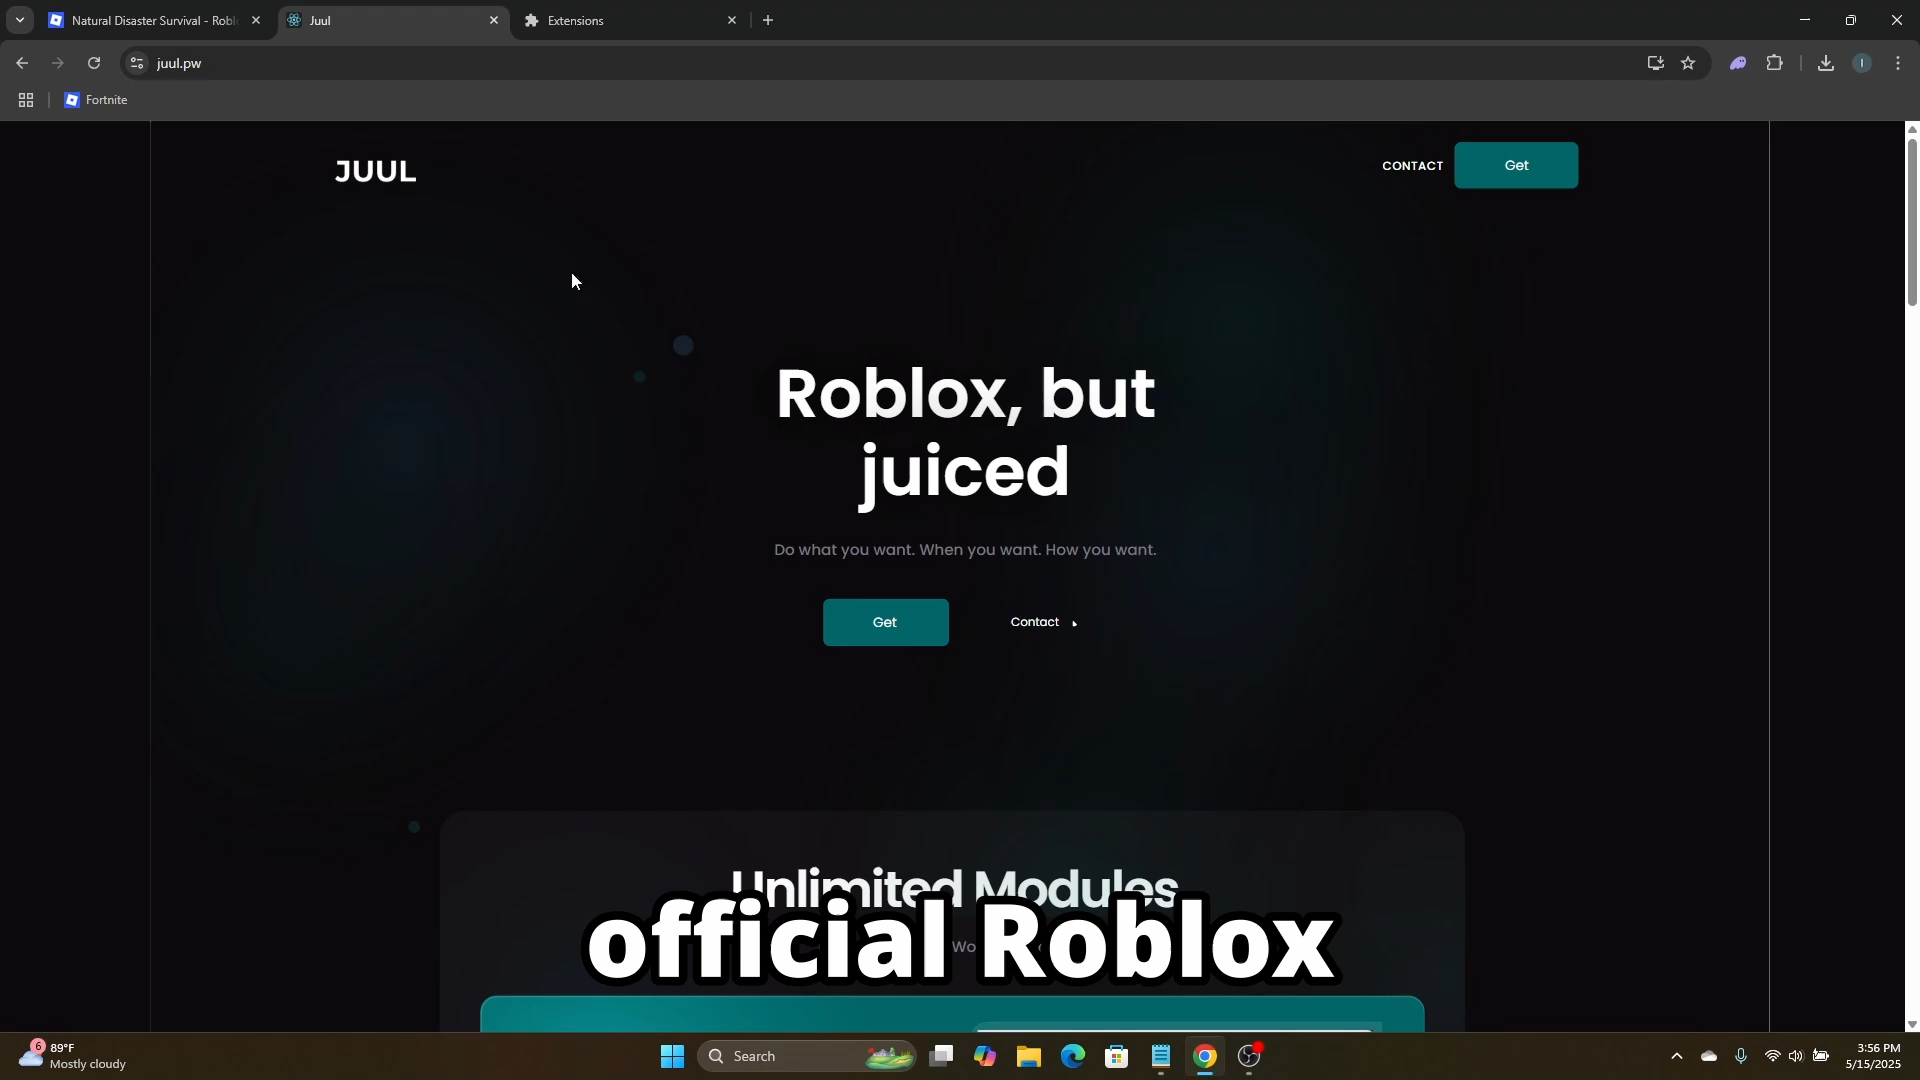 Natural Disaster Survival - Robl
Juul
Extensions
juul.pw
I
Fortnite
JUUL
CONTACT
Get
Roblox, but
juiced
Do what you want. When you want. How you want.
Get
Contact
Unlimited Modules
Wo
official Roblox
6
89°F
Mostly cloudy
Search
3:56 PM
5/15/2025